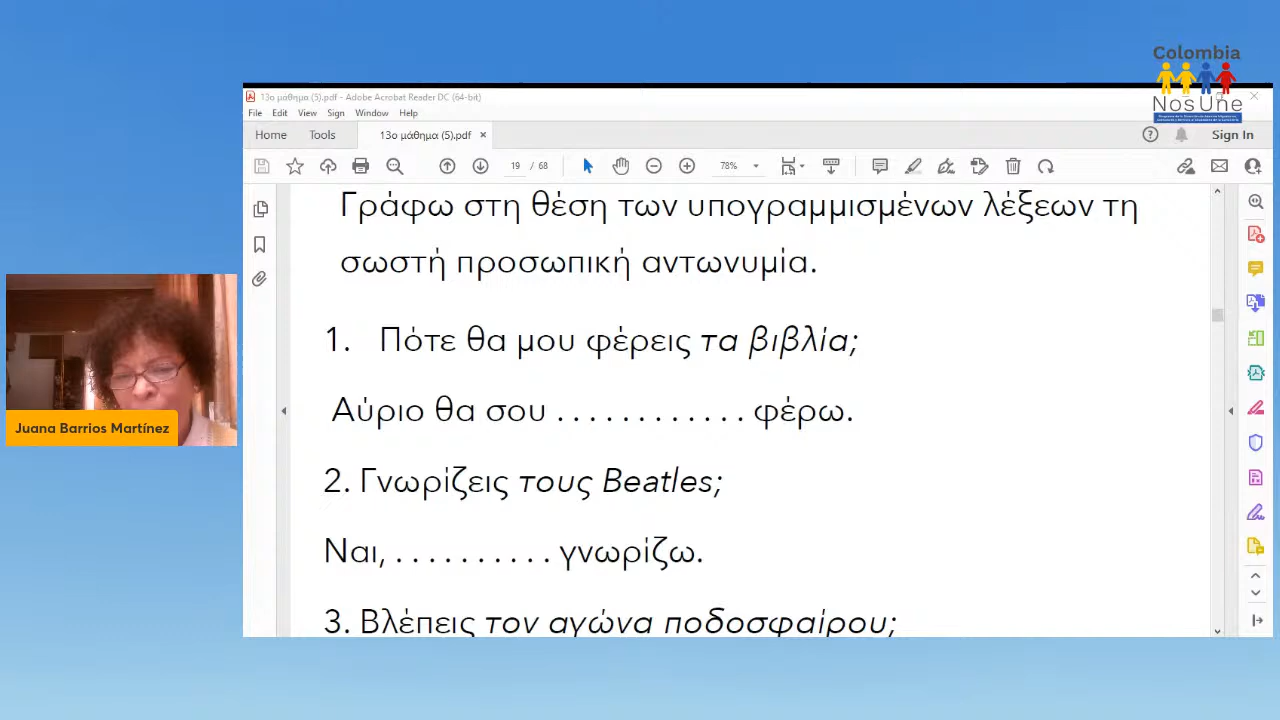 Colombia
NosUne
13ο μάθημα (5).pdf - Adobe Acrobat Reader DC (64-bit)
File Edit View Sign Window Help
Home Tools 13ο μάθημα (5).pdf × Sign In
19 / 68 78%
Γράφω στη θέση των υπογραμμισμένων λέξεων τη
σωστή προσωπική αντωνυμία.
1. Πότε θα μου φέρεις τα βιβλία;
Αύριο θα σου . . . . . . . . . . . . φέρω.
2. Γνωρίζεις τους Beatles;
Ναι, . . . . . . . . . . γνωρίζω.
3. Βλέπεις τον αγώνα ποδοσφαίρου;
Juana Barrios Martínez